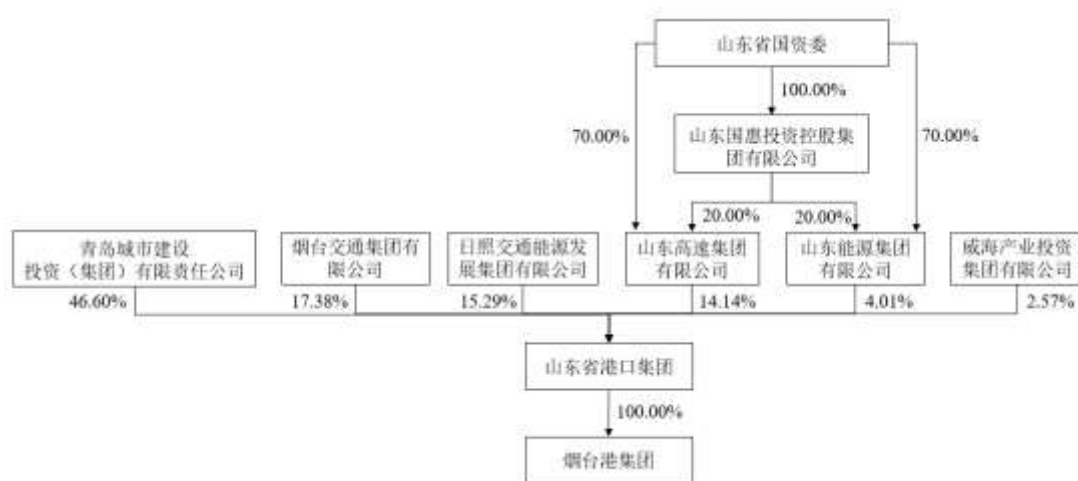 山东省国资委
100.00%
70.00%
山东国惠投资控股集
团有限公司
70.00%
20.00%
20.00%
青岛城市建设
投资（集团）有限责任公司
烟台交通集团有
限公司
日照交通能源发
展集团有限公司
山东高速集团
有限公司
山东能源集团
有限公司
威海产业投资
集团有限公司
46.60%
17.38%
15.29%
14.14%
4.01%
2.57%
山东省港口集团
100.00%
烟台港集团